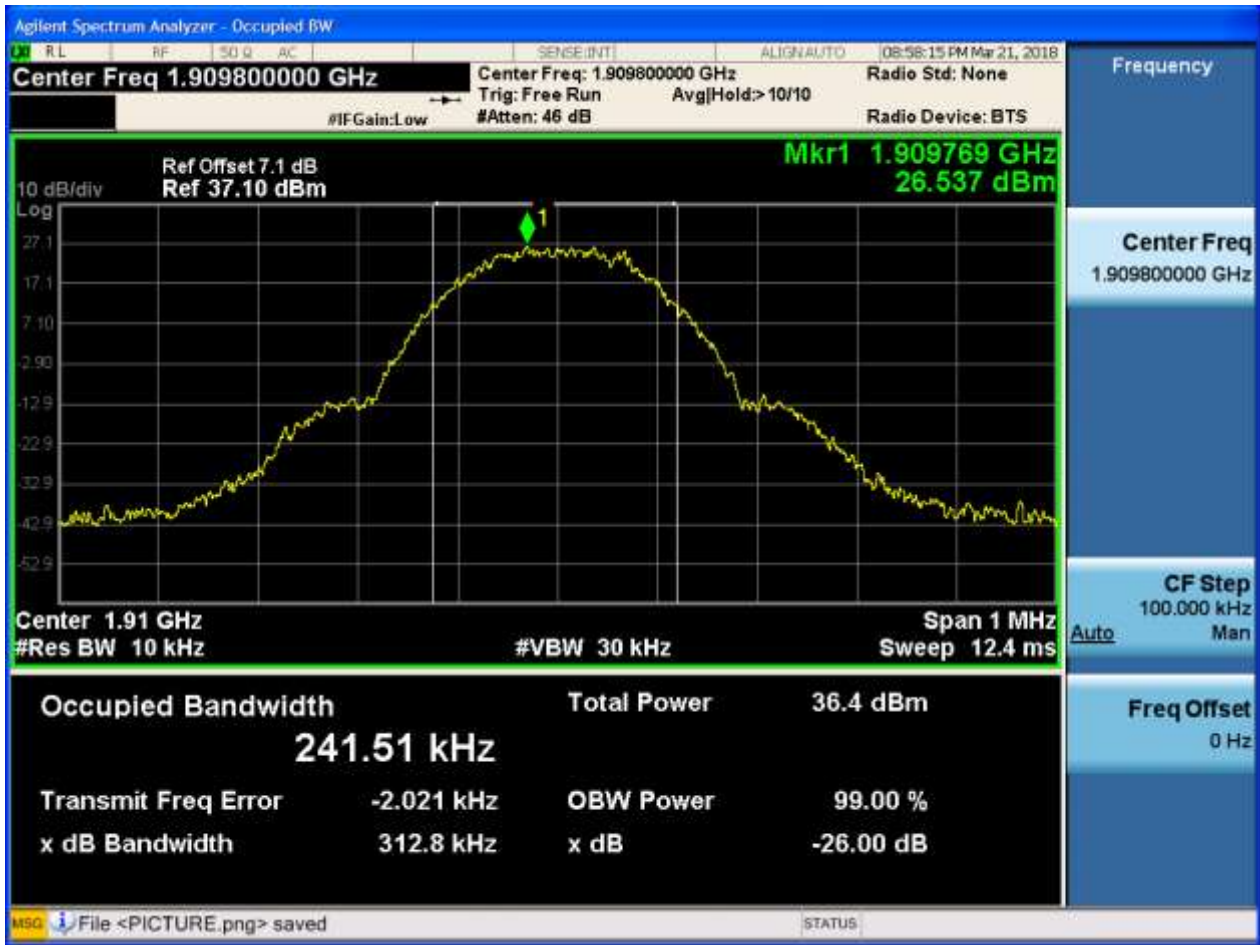 Agilent Spectrum Analyzer - Occupied BW
LXI RL RF 50 Ω AC SENSE:INT ALIGNAUTO 08:58:15 PM Mar 21, 2018
Center Freq 1.909800000 GHz
Center Freq: 1.909800000 GHz Radio Std: None
Trig: Free Run Avg|Hold:> 10/10
#IFGain:Low #Atten: 46 dB Radio Device: BTS
Mkr1 1.909769 GHz
26.537 dBm
Ref Offset 7.1 dB
10 dB/div Ref 37.10 dBm
Log
1
27.1
17.1
7.10
-2.90
-12.9
-22.9
-32.9
-42.9
-52.9
Center 1.91 GHz Span 1 MHz
#Res BW 10 kHz #VBW 30 kHz Sweep 12.4 ms
Occupied Bandwidth Total Power 36.4 dBm
241.51 kHz
Transmit Freq Error -2.021 kHz OBW Power 99.00 %
x dB Bandwidth 312.8 kHz x dB -26.00 dB
Frequency
Center Freq
1.909800000 GHz
CF Step
100.000 kHz
Auto Man
Freq Offset
0 Hz
MSG File <PICTURE.png> saved STATUS